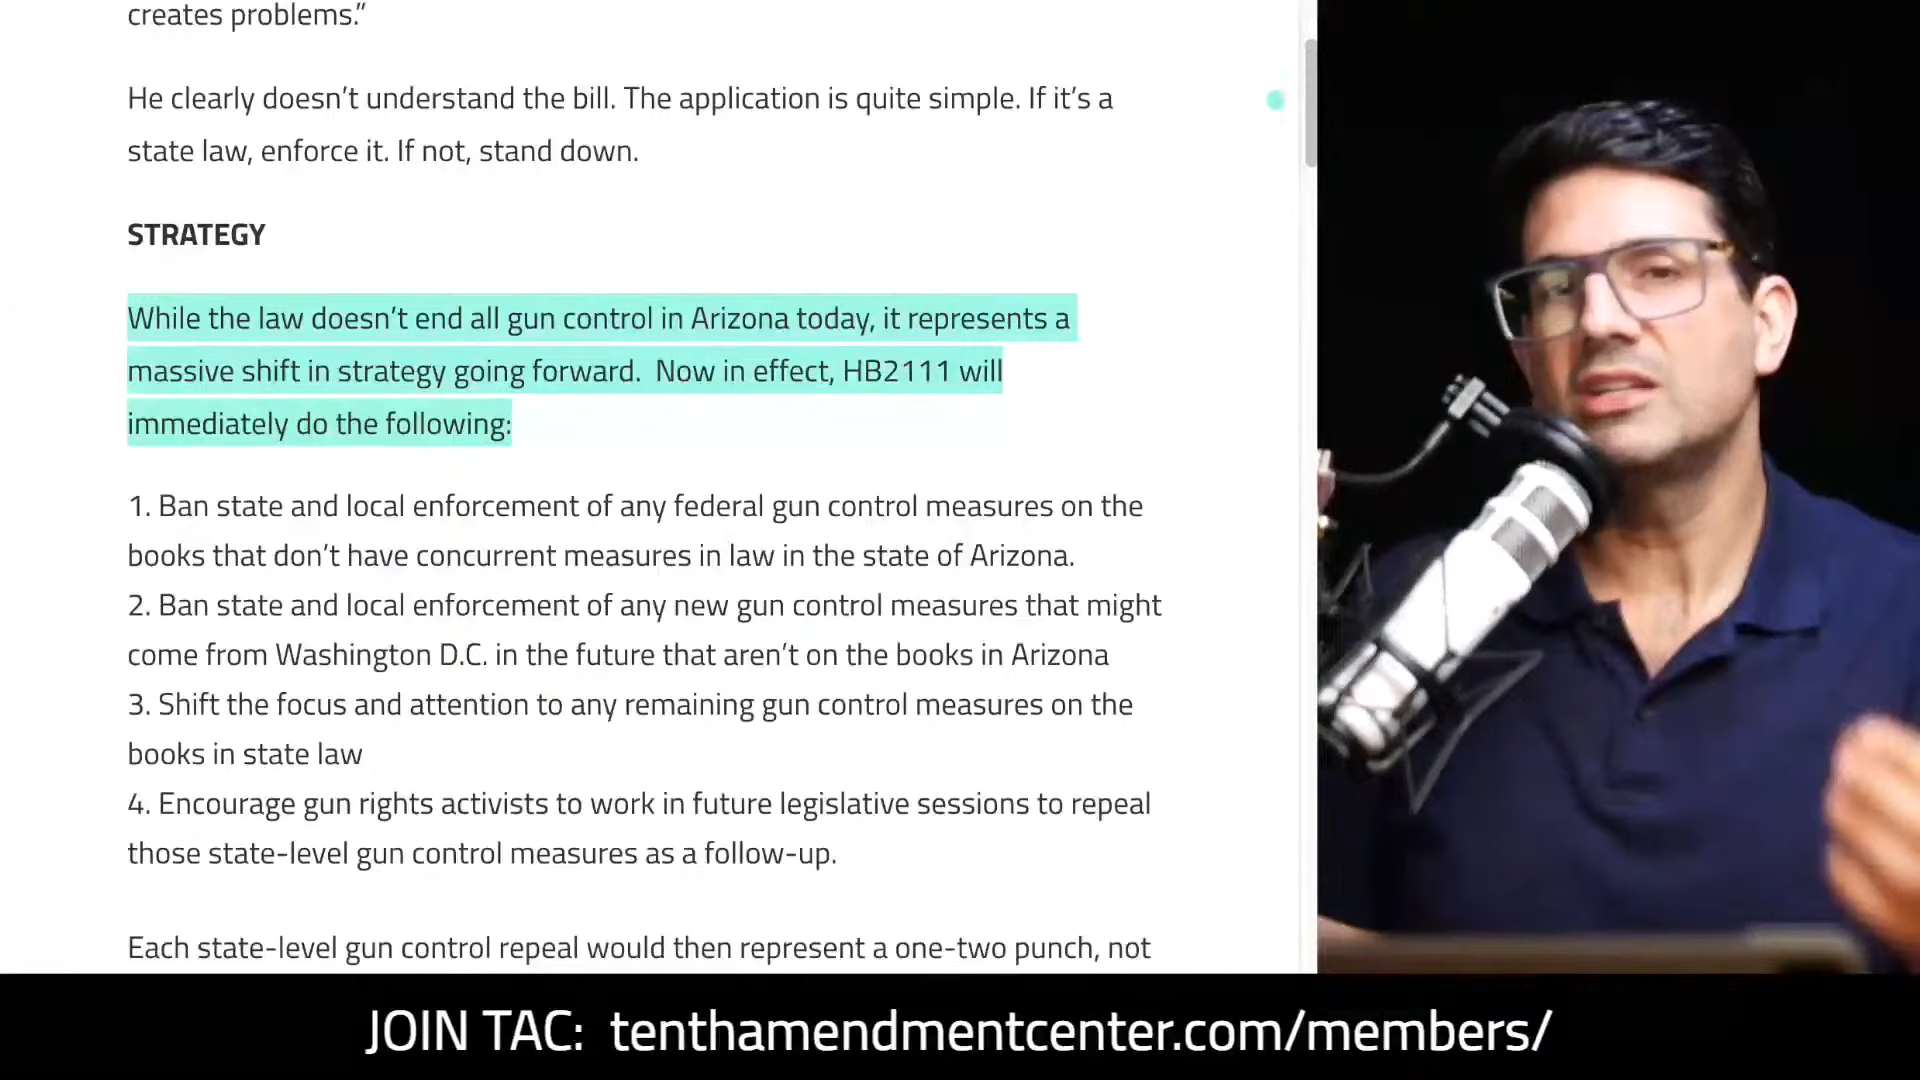 creates problems.”
He clearly doesn’t understand the bill. The application is quite simple. If it’s a
state law, enforce it. If not, stand down.
STRATEGY
While the law doesn’t end all gun control in Arizona today, it represents a
massive shift in strategy going forward.  Now in effect, HB2111 will
immediately do the following:
1. Ban state and local enforcement of any federal gun control measures on the
books that don’t have concurrent measures in law in the state of Arizona.
2. Ban state and local enforcement of any new gun control measures that might
come from Washington D.C. in the future that aren’t on the books in Arizona
3. Shift the focus and attention to any remaining gun control measures on the
books in state law
4. Encourage gun rights activists to work in future legislative sessions to repeal
those state-level gun control measures as a follow-up.
Each state-level gun control repeal would then represent a one-two punch, not
JOIN TAC: tenthamendmentcenter.com/members/